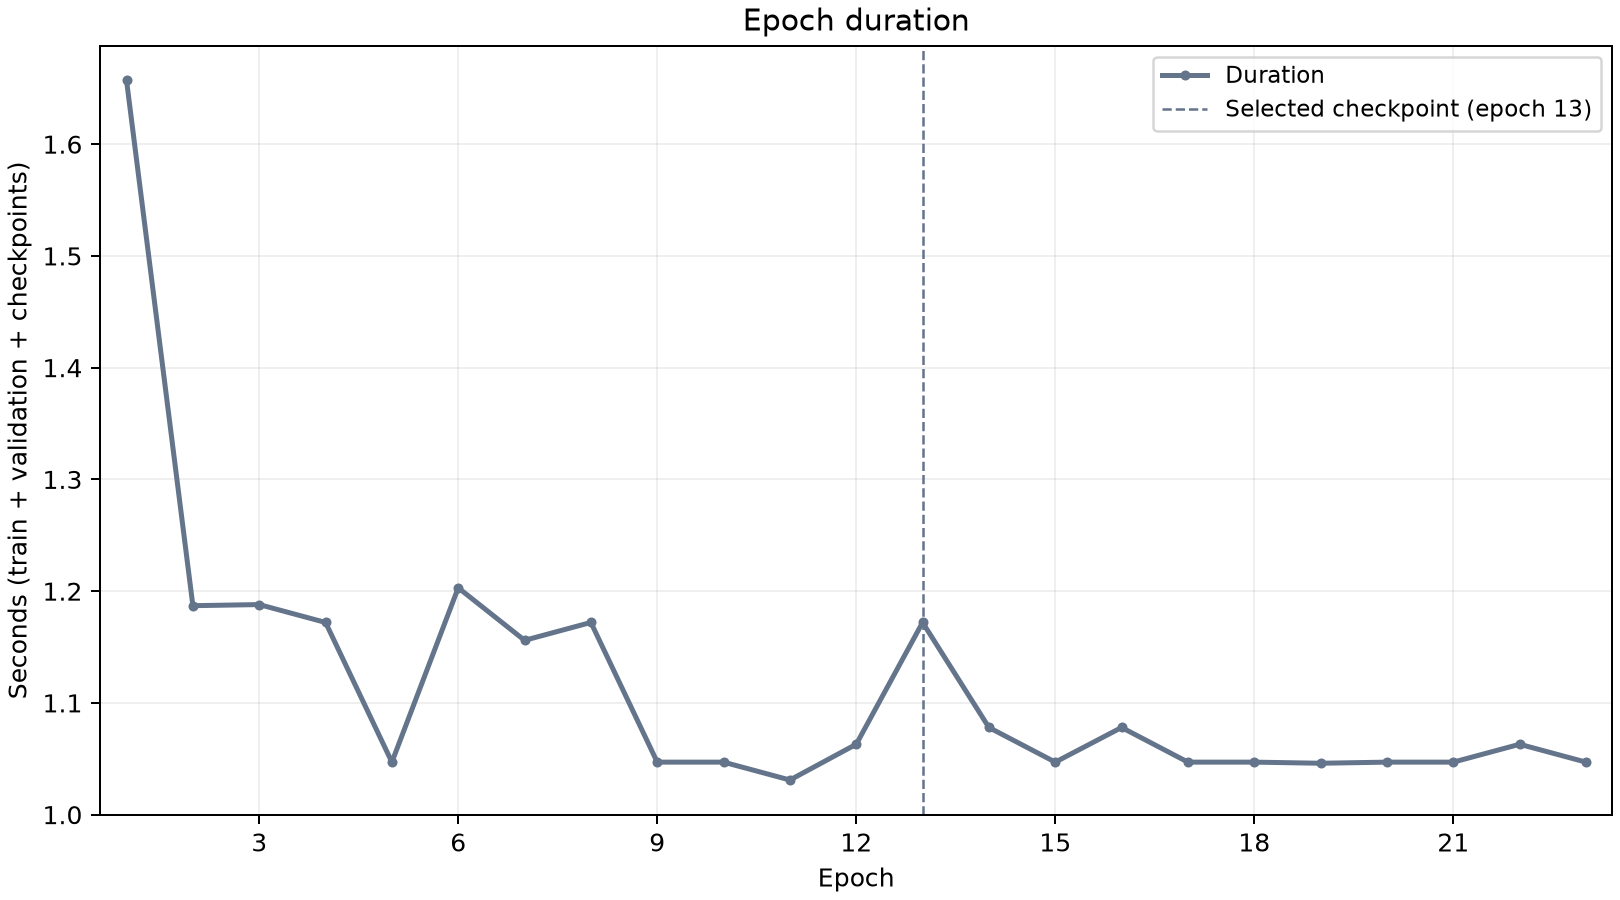 Epoch duration
Duration
Selected checkpoint (epoch 13)
Seconds (train + validation + checkpoints)
1.6
1.5
1.4
1.3
1.2
1.1
1.0
3 6 9 12 15 18 21
Epoch